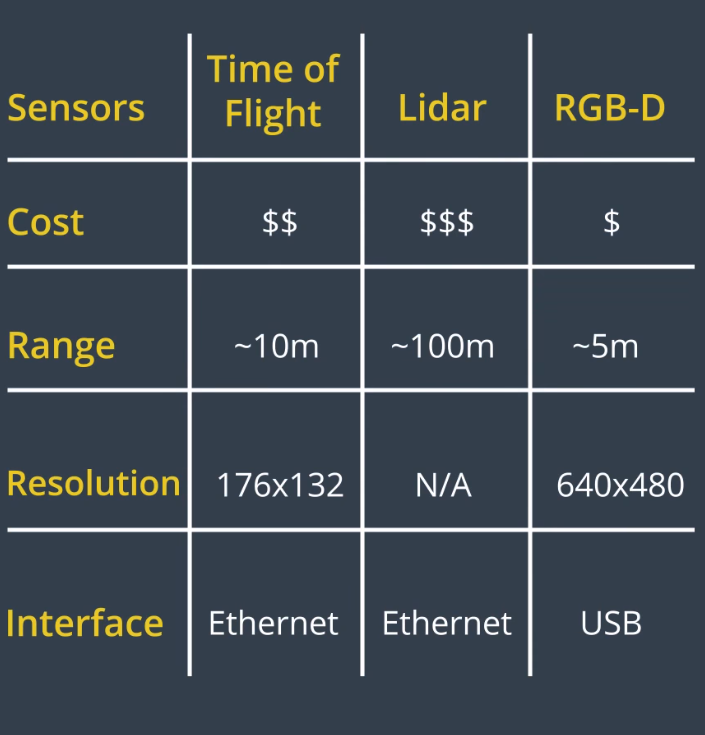 Sensors Time of Flight Lidar RGB-D
Cost $$ $$$ $
Range ~10m ~100m ~5m
Resolution 176x132 N/A 640x480
Interface Ethernet Ethernet USB